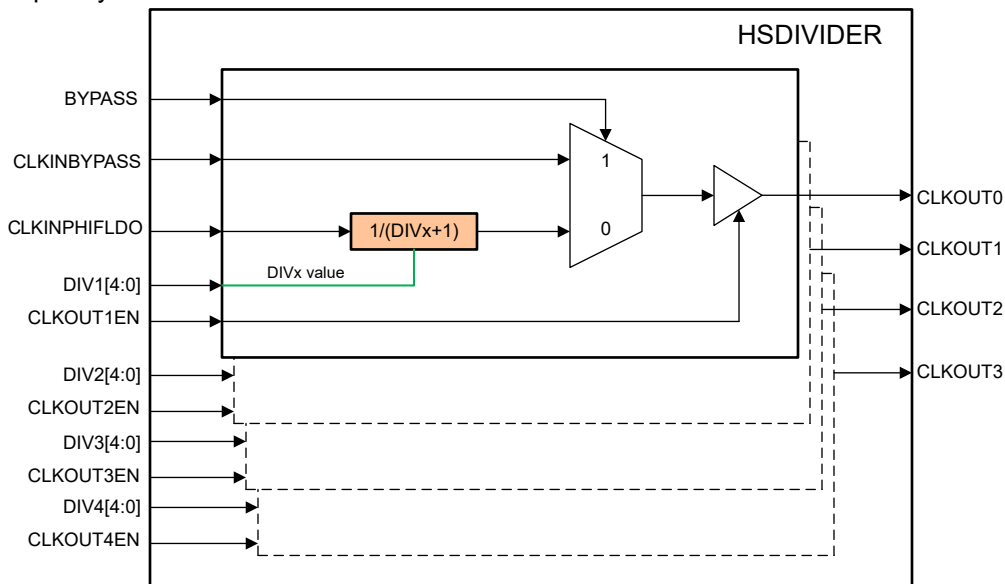 HSDIVIDER
BYPASS
CLKINBYPASS
1
CLKOUT0
CLKINPHIFLDO
1/(DIVx+1)
0
CLKOUT1
DIV1[4:0]
DIVx value
CLKOUT1EN
CLKOUT2
DIV2[4:0]
CLKOUT3
CLKOUT2EN
DIV3[4:0]
CLKOUT3EN
DIV4[4:0]
CLKOUT4EN